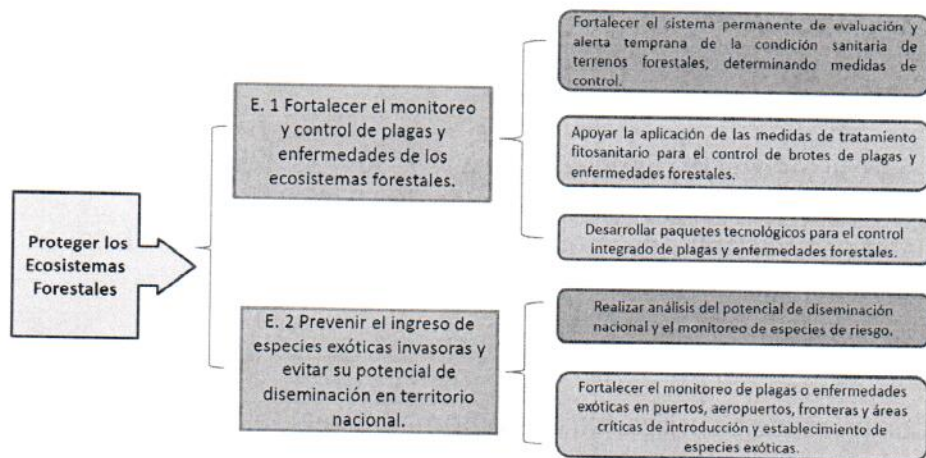 Proteger los
Ecosistemas
Forestales
E. 1 Fortalecer el monitoreo
y control de plagas y
enfermedades de los
ecosistemas forestales.
Fortalecer el sistema permanente de evaluación y
alerta temprana de la condición sanitaria de
terrenos forestales, determinando medidas de
control.
Apoyar la aplicación de las medidas de tratamiento
fitosanitario para el control de brotes de plagas y
enfermedades forestales.
Desarrollar paquetes tecnológicos para el control
integrado de plagas y enfermedades forestales.
E. 2 Prevenir el ingreso de
especies exóticas invasoras y
evitar su potencial de
diseminación en territorio
nacional.
Realizar análisis del potencial de diseminación
nacional y el monitoreo de especies de riesgo.
Fortalecer el monitoreo de plagas o enfermedades
exóticas en puertos, aeropuertos, fronteras y áreas
críticas de introducción y establecimiento de
especies exóticas.